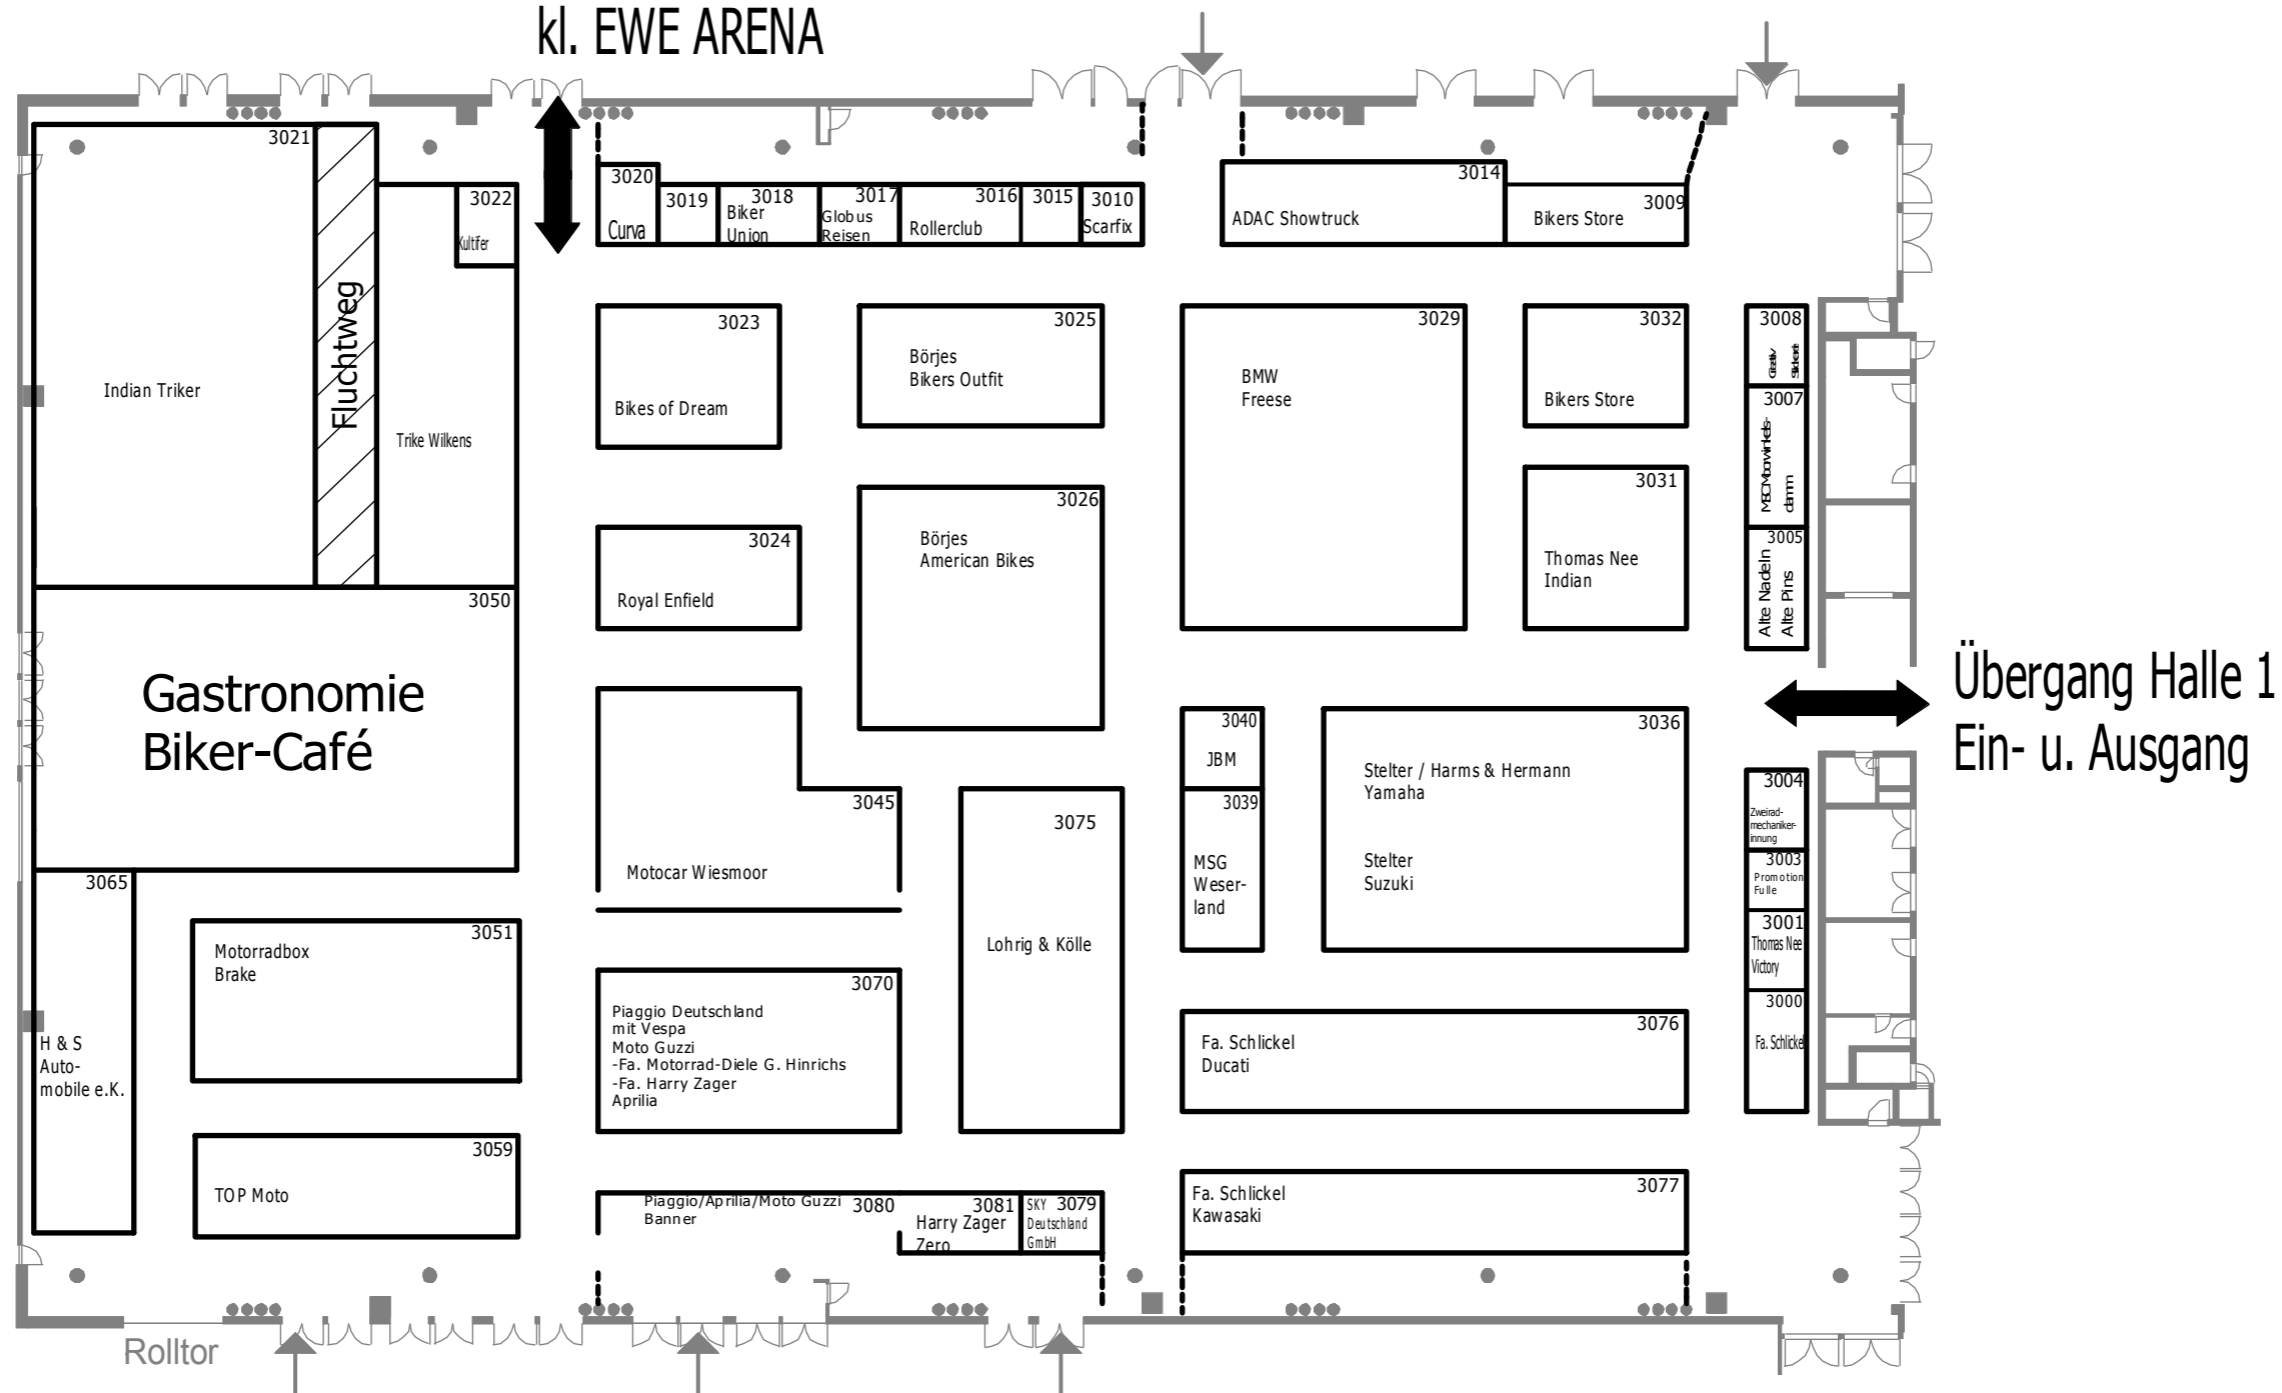 kl. EWE ARENA
3021
Indian Triker
Fluchtweg
3022
Kultifer
Trike Wilkens
3020
Curva
3019
3018
Biker
Union
3017
Globus
Reisen
3016
Rollerclub
3015
3010
Scarfix
3014
ADAC Showtruck
3009
Bikers Store
3023
Bikes of Dream
3025
Börjes
Bikers Outfit
3029
BMW
Freese
3032
Bikers Store
3008
3007
damm
3005
Alte Nadeln
Alte Pins
3024
Royal Enfield
3026
Börjes
American Bikes
3031
Thomas Nee
Indian
3050
Gastronomie
Biker-Café
Übergang Halle 1
Ein- u. Ausgang
3045
Motocar Wiesmoor
3075
Lohrig & Kölle
3040
JBM
3039
MSG
Weser-
land
3036
Stelter / Harms & Hermann
Yamaha
Stelter
Suzuki
3004
Zweirad-
mechaniker-
innung
3003
Promotion
Fulle
3001
Thomas Nee
Victory
3000
Fa. Schlickel
3065
H & S
Auto-
mobile e.K.
3051
Motorradbox
Brake
3070
Piaggio Deutschland
mit Vespa
Moto Guzzi
-Fa. Motorrad-Diele G. Hinrichs
-Fa. Harry Zager
Aprilia
3076
Fa. Schlickel
Ducati
3059
TOP Moto
Piaggio/Aprilia/Moto Guzzi
Banner
3080
3081
Harry Zager
Zero
SKY 3079
Deutschland
GmbH
3077
Fa. Schlickel
Kawasaki
Rolltor